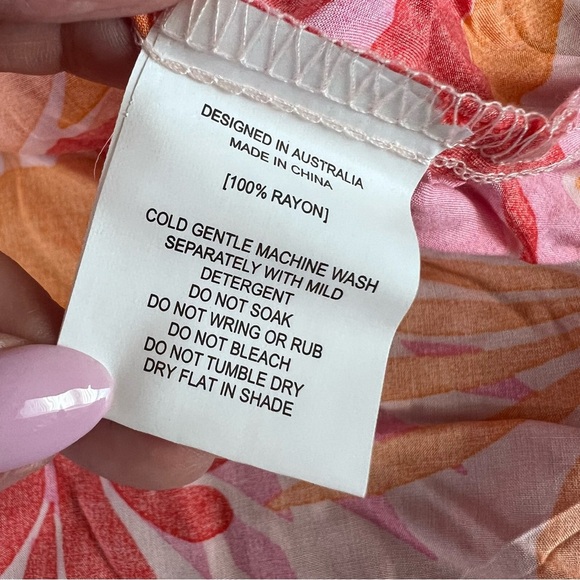 DESIGNED IN AUSTRALIA
MADE IN CHINA
[100% RAYON]
COLD GENTLE MACHINE WASH
SEPARATELY WITH MILD
DETERGENT
DO NOT SOAK
DO NOT WRING OR RUB
DO NOT BLEACH
DO NOT TUMBLE DRY
DRY FLAT IN SHADE